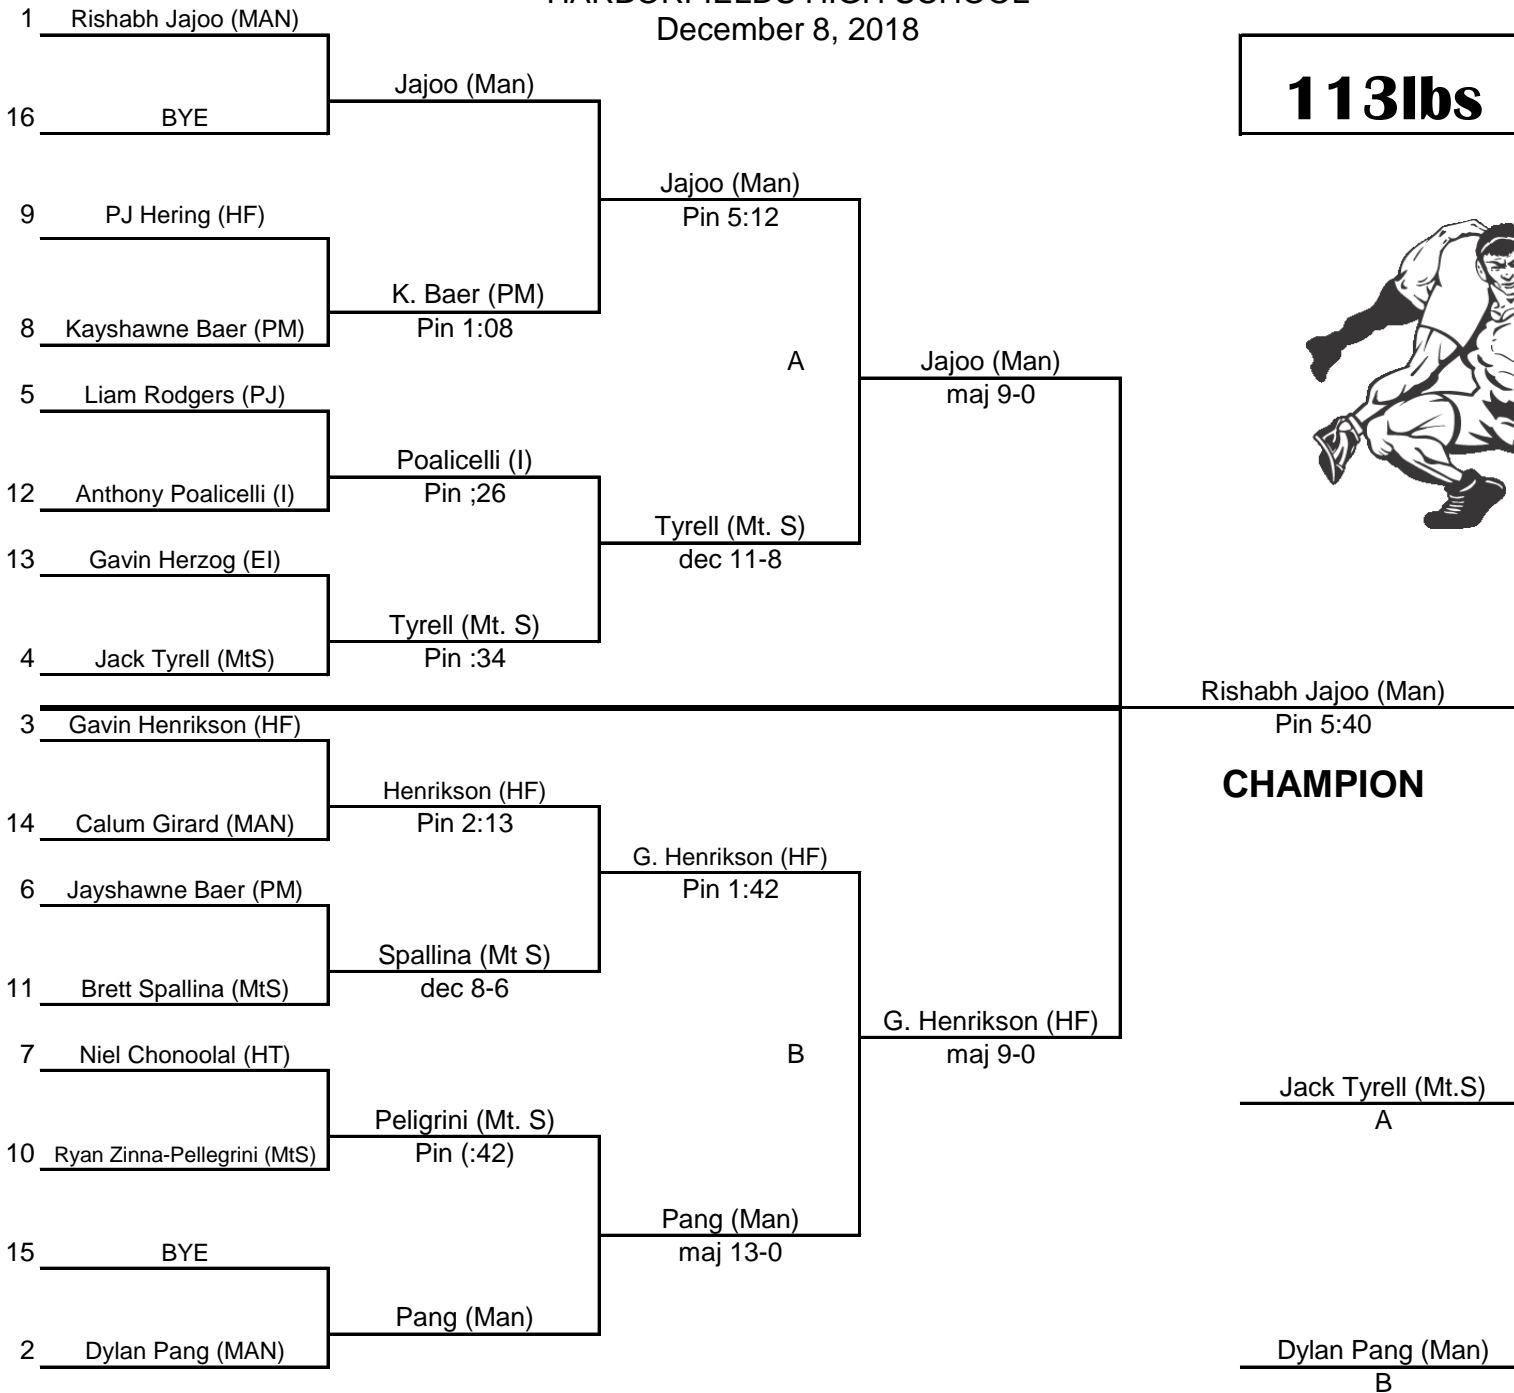 HARBORFIELDS HIGH SCHOOL
December 8, 2018
113lbs
1 Rishabh Jajoo (MAN)
Jajoo (Man)
16 BYE
Jajoo (Man)
Pin 5:12
9 PJ Hering (HF)
K. Baer (PM)
Pin 1:08
8 Kayshawne Baer (PM)
A
Jajoo (Man)
maj 9-0
5 Liam Rodgers (PJ)
Poalicelli (I)
Pin ;26
12 Anthony Poalicelli (I)
Tyrell (Mt. S)
dec 11-8
13 Gavin Herzog (EI)
Tyrell (Mt. S)
Pin :34
4 Jack Tyrell (MtS)
Rishabh Jajoo (Man)
Pin 5:40
CHAMPION
3 Gavin Henrikson (HF)
Henrikson (HF)
Pin 2:13
14 Calum Girard (MAN)
G. Henrikson (HF)
Pin 1:42
6 Jayshawne Baer (PM)
Spallina (Mt S)
dec 8-6
11 Brett Spallina (MtS)
G. Henrikson (HF)
maj 9-0
B
7 Niel Chonoolal (HT)
Peligrini (Mt. S)
Pin (:42)
10 Ryan Zinna-Pellegrini (MtS)
Pang (Man)
maj 13-0
15 BYE
Pang (Man)
2 Dylan Pang (MAN)
Jack Tyrell (Mt.S)
A
Dylan Pang (Man)
B